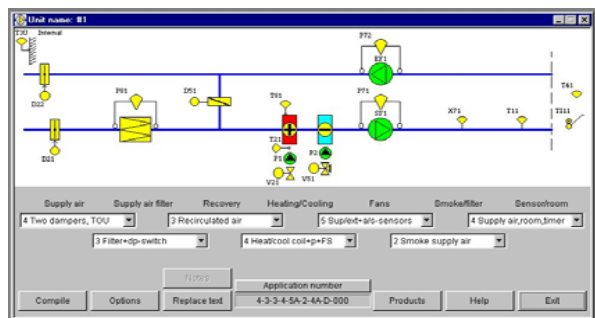 Unit name: #1
T30 Internal
P72
EF1
T61
D22
P81
D51
T81
P71
SF1
X71
T11
T111
T21
D21
P1
P2
V21
V51
Supply air Supply air filter Recovery Heating/Cooling Fans Smoke/filter Sensor/room
4 Two dampers, TOU 3 Recirculated air 5 Sup/ext+a/s-sensors 4 Supply air,room,timer
3 Filter+dp-switch 4 Heat/cool coil+p+FS 2 Smoke supply air
Notes
Application number
Compile Options Replace text 4-3-3-4-5A-2-4A-D-000 Products Help Exit